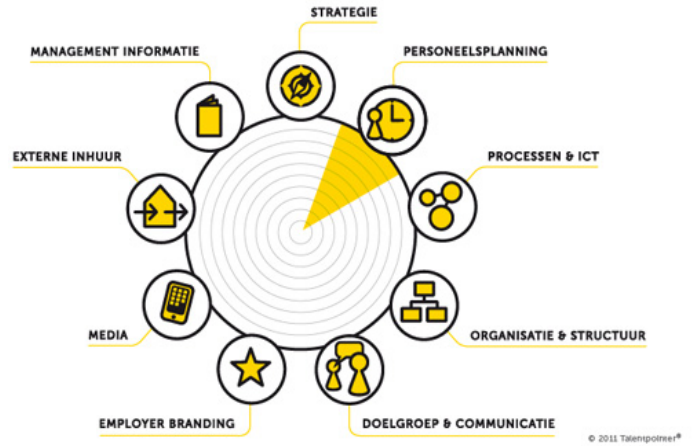 STRATEGIE
MANAGEMENT INFORMATIE
PERSONEELSPLANNING
EXTERNE INHUUR
PROCESSEN & ICT
MEDIA
ORGANISATIE & STRUCTUUR
EMPLOYER BRANDING
DOELGROEP & COMMUNICATIE
© 2011 Talentpointer®